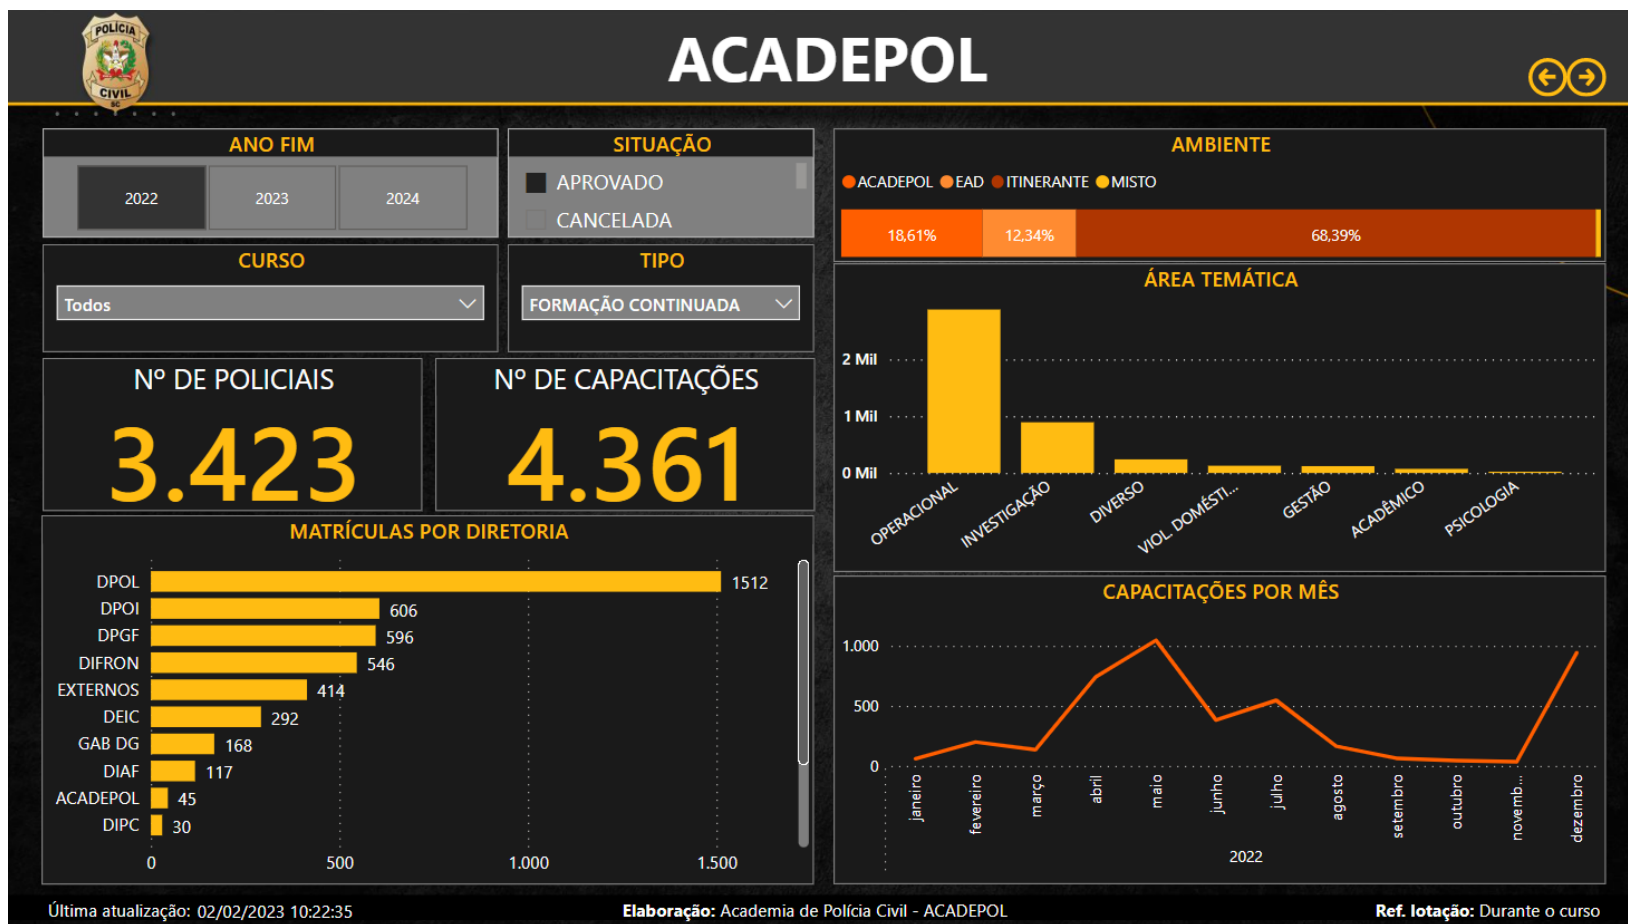 POLÍCIA
CIVIL
SC
ACADEPOL
ANO FIM
2022
2023
2024
SITUAÇÃO
APROVADO
CANCELADA
CURSO
Todos
TIPO
FORMAÇÃO CONTINUADA
Nº DE POLICIAIS
3.423
Nº DE CAPACITAÇÕES
4.361
MATRÍCULAS POR DIRETORIA
DPOL 1512
DPOI 606
DPGF 596
DIFRON 546
EXTERNOS 414
DEIC 292
GAB DG 168
DIAF 117
ACADEPOL 45
DIPC 30
0 500 1.000 1.500
AMBIENTE
ACADEPOL EAD ITINERANTE MISTO
18,61% 12,34% 68,39%
ÁREA TEMÁTICA
2 Mil
1 Mil
0 Mil
OPERACIONAL INVESTIGAÇÃO DIVERSO VIOL. DOMÉSTI... GESTÃO ACADÊMICO PSICOLOGIA
CAPACITAÇÕES POR MÊS
1.000
500
0
janeiro fevereiro março abril maio junho julho agosto setembro outubro novemb... dezembro
2022
Última atualização: 02/02/2023 10:22:35
Elaboração: Academia de Polícia Civil - ACADEPOL
Ref. lotação: Durante o curso